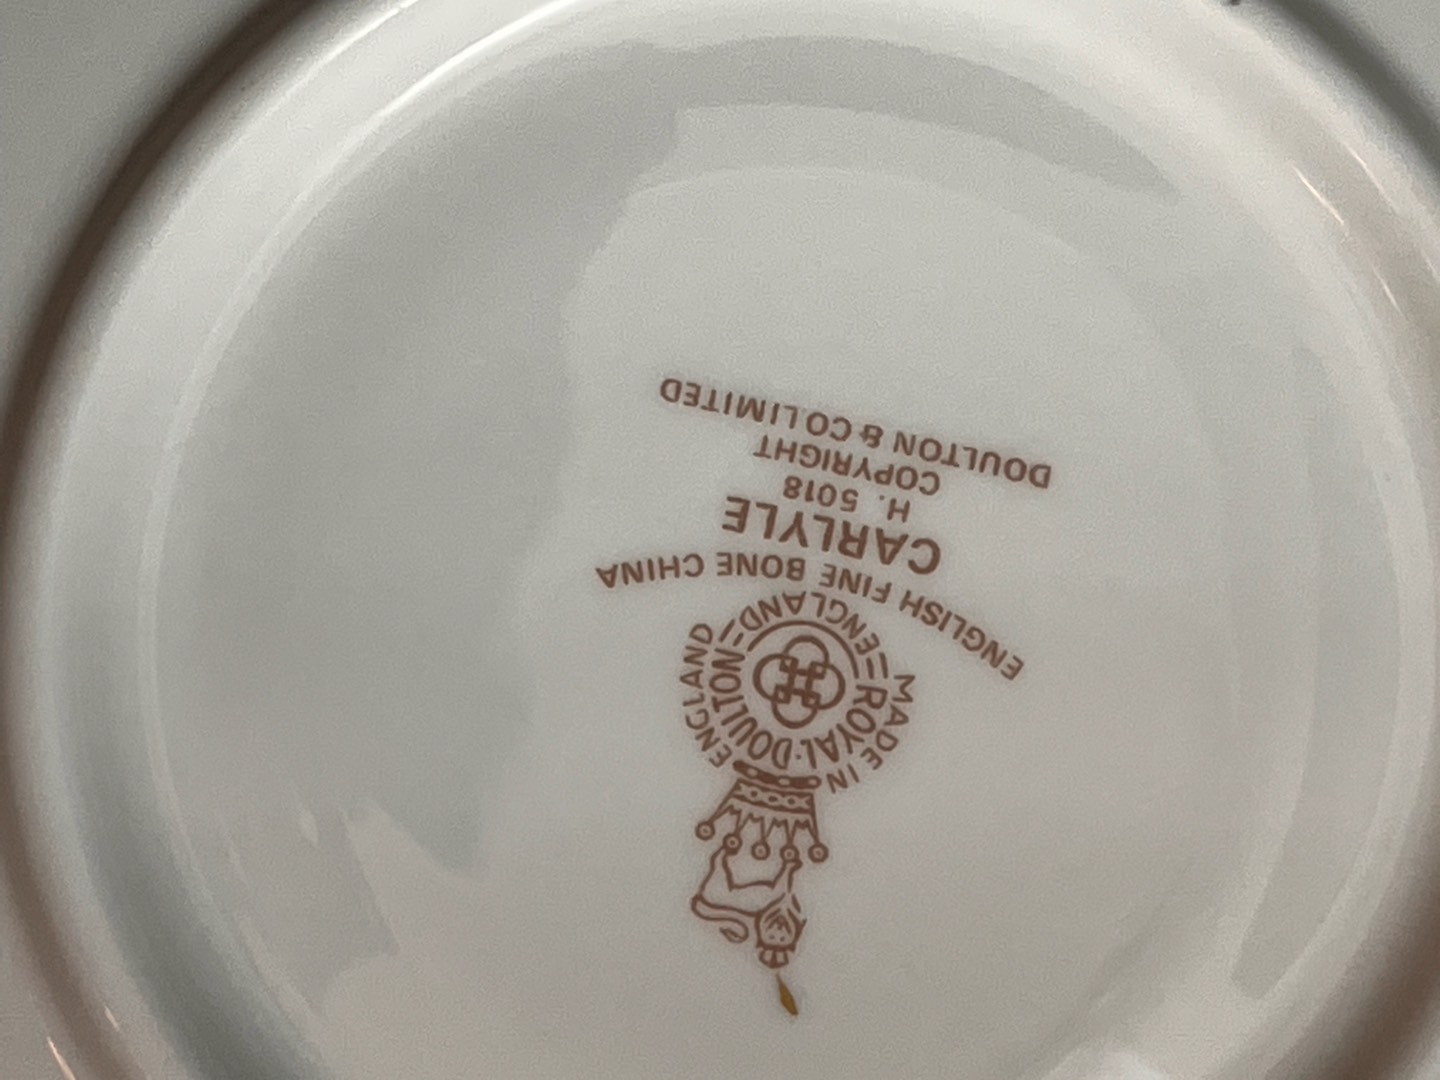 MADE IN ENGLAND
ROYAL·DOULTON
ENGLAND
ENGLISH FINE BONE CHINA
CARLYLE
H. 5018
COPYRIGHT
DOULTON & CO.LIMITED